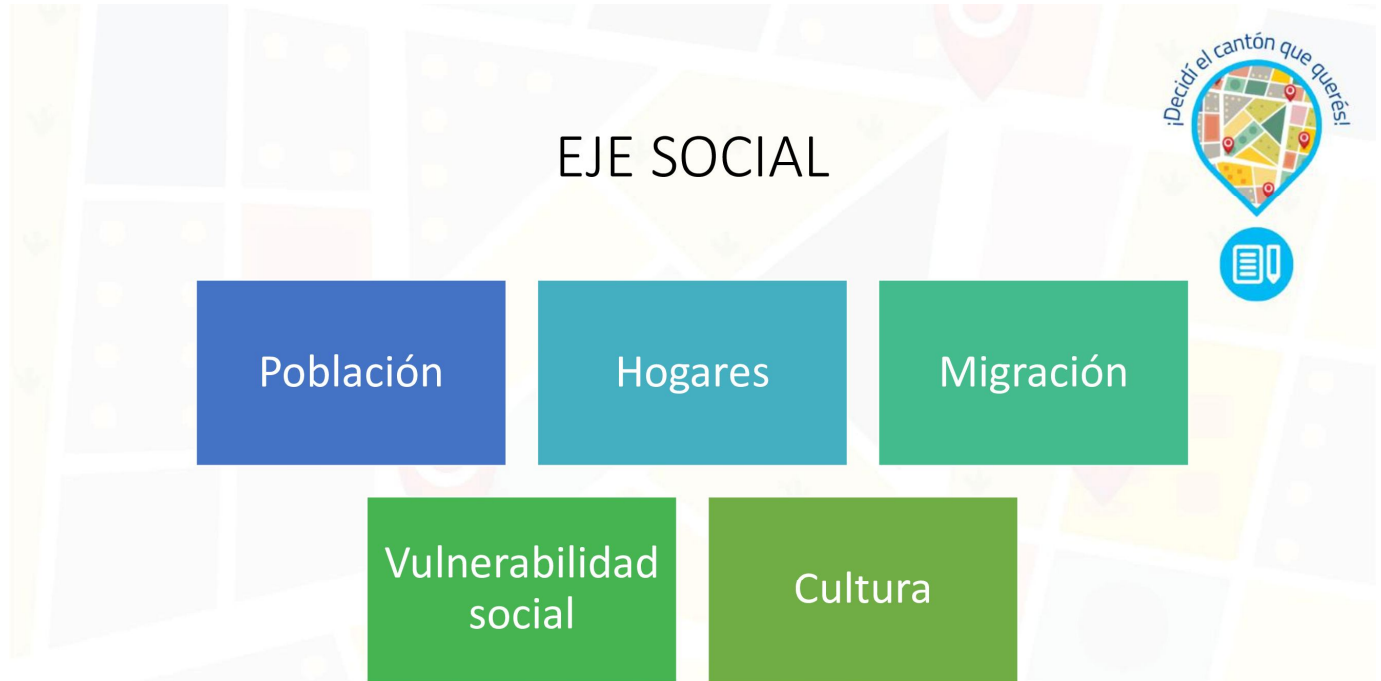 ¡Decidí el cantón que querés!
EJE SOCIAL
Población
Hogares
Migración
Vulnerabilidad
social
Cultura